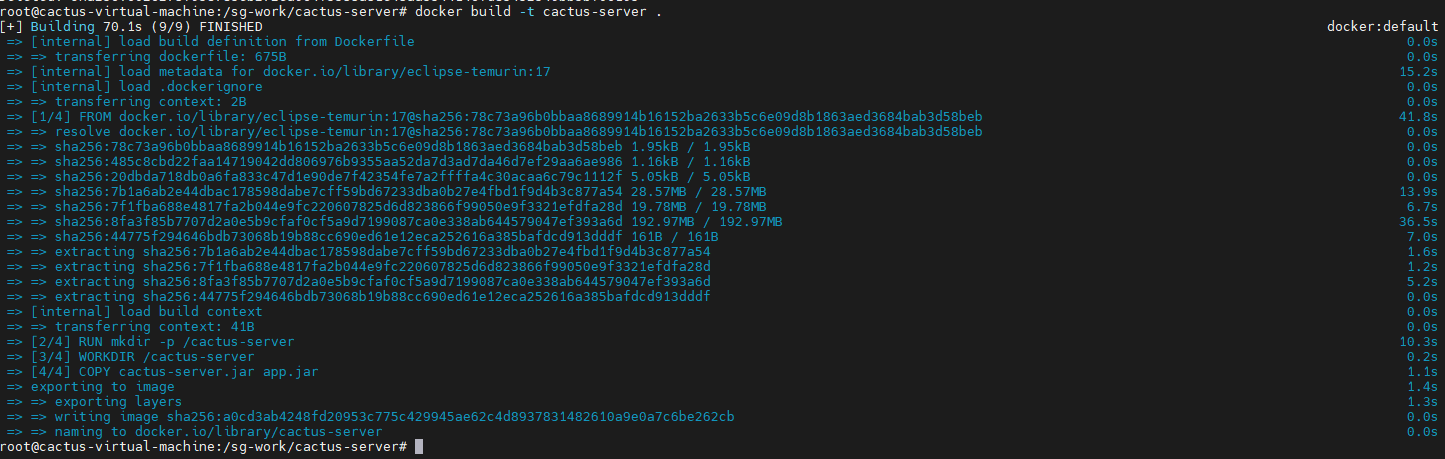 root@cactus-virtual-machine:/sg-work/cactus-server# docker build -t cactus-server .
[+] Building 70.1s (9/9) FINISHED docker:default
=> [internal] load build definition from Dockerfile 0.0s
=> => transferring dockerfile: 675B 0.0s
=> [internal] load metadata for docker.io/library/eclipse-temurin:17 15.2s
=> [internal] load .dockerignore 0.0s
=> => transferring context: 2B 0.0s
=> [1/4] FROM docker.io/library/eclipse-temurin:17@sha256:78c73a96b0bbaa8689914b16152ba2633b5c6e09d8b1863aed3684bab3d58beb 41.8s
=> => resolve docker.io/library/eclipse-temurin:17@sha256:78c73a96b0bbaa8689914b16152ba2633b5c6e09d8b1863aed3684bab3d58beb 0.0s
=> => sha256:78c73a96b0bbaa8689914b16152ba2633b5c6e09d8b1863aed3684bab3d58beb 1.95kB / 1.95kB 0.0s
=> => sha256:485c8cbd22faa14719042dd806976b9355aa52da7d3ad7da46d7ef29aa6ae986 1.16kB / 1.16kB 0.0s
=> => sha256:20dbda718db0a6fa833c47d1e90de7f42354fe7a2ffffa4c30acaa6c79c1112f 5.05kB / 5.05kB 0.0s
=> => sha256:7b1a6ab2e44dbac178598dabe7cff59bd67233dba0b27e4fbd1f9d4b3c877a54 28.57MB / 28.57MB 13.9s
=> => sha256:7f1fba688e4817fa2b044e9fc220607825d6d823866f99050e9f3321efdfa28d 19.78MB / 19.78MB 6.7s
=> => sha256:8fa3f85b7707d2a0e5b9cfaf0cf5a9d7199087ca0e338ab644579047ef393a6d 192.97MB / 192.97MB 36.5s
=> => sha256:44775f294646bdb73068b19b88cc690ed61e12eca252616a385bafdcd913dddf 161B / 161B 7.0s
=> => extracting sha256:7b1a6ab2e44dbac178598dabe7cff59bd67233dba0b27e4fbd1f9d4b3c877a54 1.6s
=> => extracting sha256:7f1fba688e4817fa2b044e9fc220607825d6d823866f99050e9f3321efdfa28d 1.2s
=> => extracting sha256:8fa3f85b7707d2a0e5b9cfaf0cf5a9d7199087ca0e338ab644579047ef393a6d 5.2s
=> => extracting sha256:44775f294646bdb73068b19b88cc690ed61e12eca252616a385bafdcd913dddf 0.0s
=> [internal] load build context 0.0s
=> => transferring context: 41B 0.0s
=> [2/4] RUN mkdir -p /cactus-server 10.3s
=> [3/4] WORKDIR /cactus-server 0.2s
=> [4/4] COPY cactus-server.jar app.jar 1.1s
=> exporting to image 1.4s
=> => exporting layers 1.3s
=> => writing image sha256:a0cd3ab4248fd20953c775c429945ae62c4d8937831482610a9e0a7c6be262cb 0.0s
=> => naming to docker.io/library/cactus-server 0.0s
root@cactus-virtual-machine:/sg-work/cactus-server#